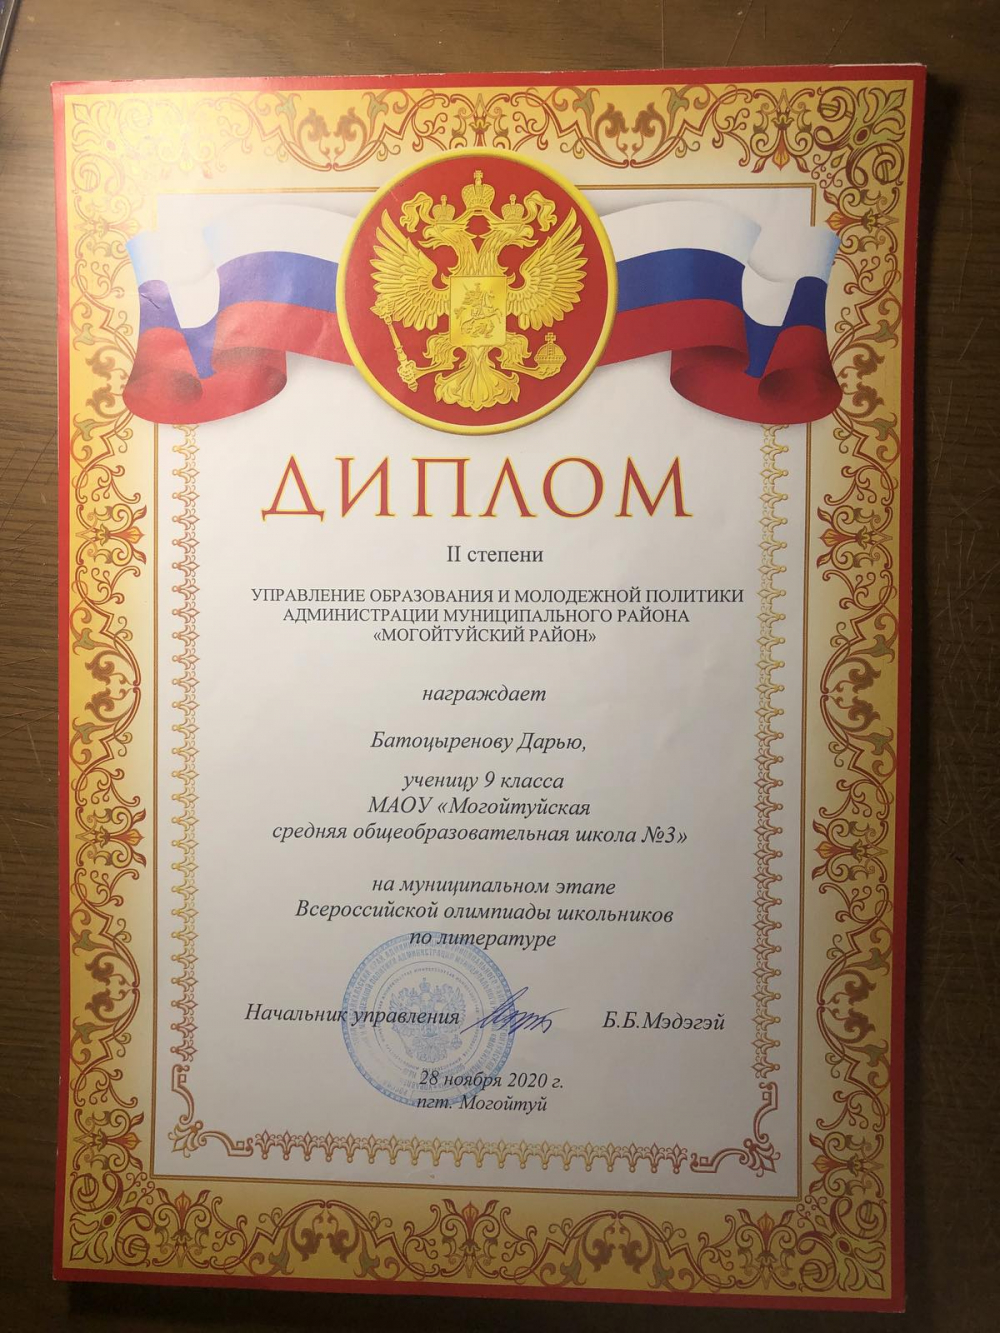 ДИПЛОМ
II степени
УПРАВЛЕНИЕ ОБРАЗОВАНИЯ И МОЛОДЕЖНОЙ ПОЛИТИКИ
АДМИНИСТРАЦИИ МУНИЦИПАЛЬНОГО РАЙОНА
«МОГОЙТУЙСКИЙ РАЙОН»
награждает
Батоцыренову Дарью,
ученицу 9 класса
МАОУ «Могойтуйская
средняя общеобразовательная школа №3»
на муниципальном этапе
Всероссийской олимпиады школьников
по литературе
Начальник управления Б.Б.Мэдэгэй
28 ноября 2020 г.
пгт. Могойтуй